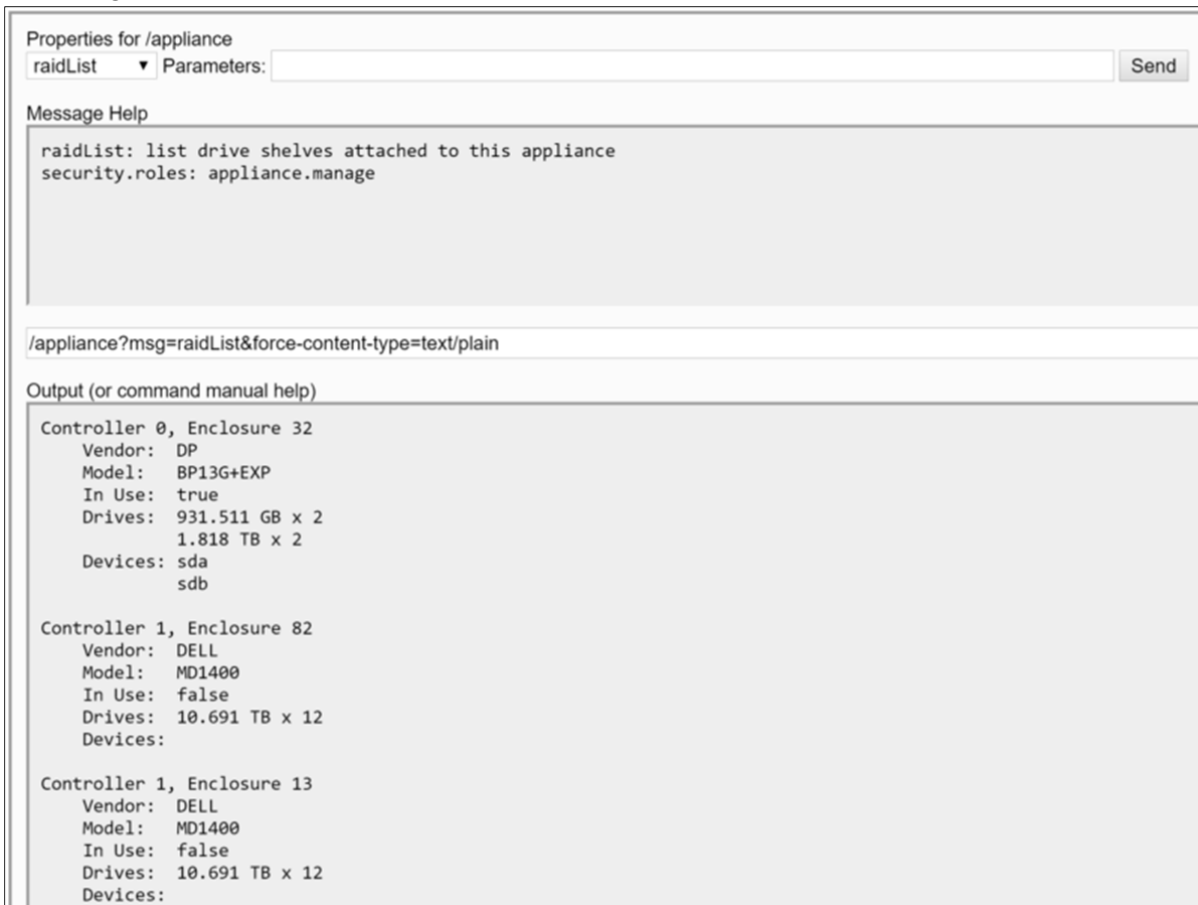 Properties for /appliance
raidList ▼ Parameters: Send
Message Help
raidList: list drive shelves attached to this appliance
security.roles: appliance.manage
/appliance?msg=raidList&force-content-type=text/plain
Output (or command manual help)
Controller 0, Enclosure 32
Vendor: DP
Model: BP13G+EXP
In Use: true
Drives: 931.511 GB x 2
1.818 TB x 2
Devices: sda
sdb
Controller 1, Enclosure 82
Vendor: DELL
Model: MD1400
In Use: false
Drives: 10.691 TB x 12
Devices:
Controller 1, Enclosure 13
Vendor: DELL
Model: MD1400
In Use: false
Drives: 10.691 TB x 12
Devices: